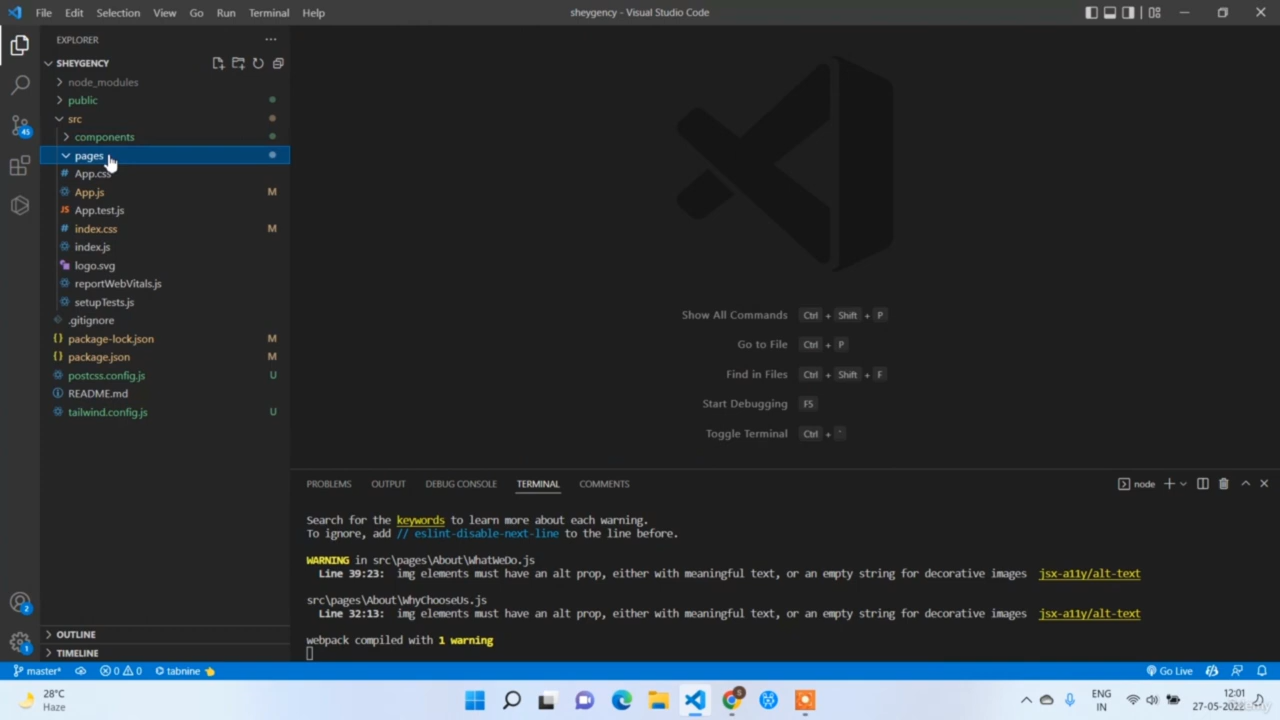 File Edit Selection View Go Run Terminal Help
sheygency - Visual Studio Code
EXPLORER
SHEYGENCY
node_modules
public
src
components
pages
App.css
App.js M
App.test.js
index.css M
index.js
logo.svg
reportWebVitals.js
setupTests.js
.gitignore
package-lock.json M
package.json M
postcss.config.js U
README.md
tailwind.config.js U
OUTLINE
TIMELINE
45
2
1
Show All Commands Ctrl + Shift + P
Go to File Ctrl + P
Find in Files Ctrl + Shift + F
Start Debugging F5
Toggle Terminal Ctrl + `
PROBLEMS OUTPUT DEBUG CONSOLE TERMINAL COMMENTS
node
Search for the keywords to learn more about each warning.
To ignore, add // eslint-disable-next-line to the line before.
WARNING in src\pages\About\WhatWeDo.js
Line 39:23: img elements must have an alt prop, either with meaningful text, or an empty string for decorative images jsx-a11y/alt-text
src\pages\About\WhyChooseUs.js
Line 32:13: img elements must have an alt prop, either with meaningful text, or an empty string for decorative images jsx-a11y/alt-text
webpack compiled with 1 warning
master* 0 0 tabnine
Go Live
28°C
Haze
ENG
IN
12:01
27-05-2022